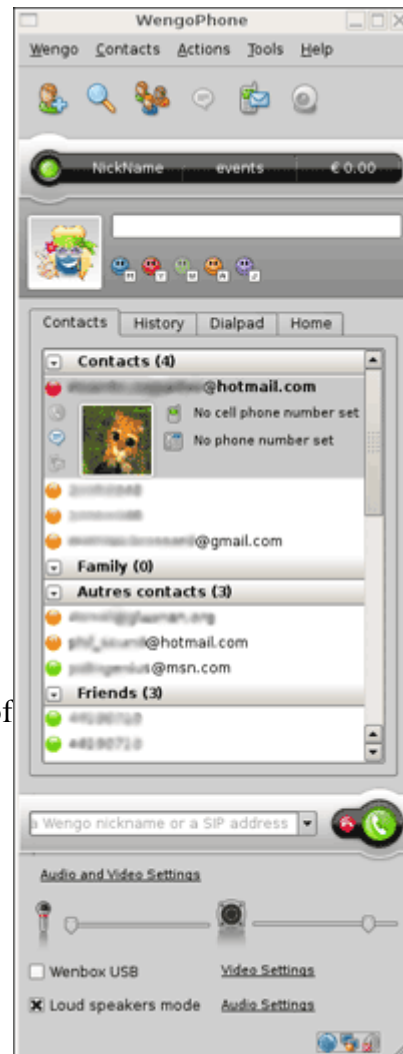 WengoPhone
Wengo Contacts Actions Tools Help
NickName events € 0.00
Contacts History Dialpad Home
Contacts (4)
@hotmail.com
No cell phone number set
No phone number set
@gmail.com
Family (0)
Autres contacts (3)
@hotmail.com
@msn.com
Friends (3)
of
a Wengo nickname or a SIP address
Audio and Video Settings
Wenbox USB Video Settings
Loud speakers mode Audio Settings